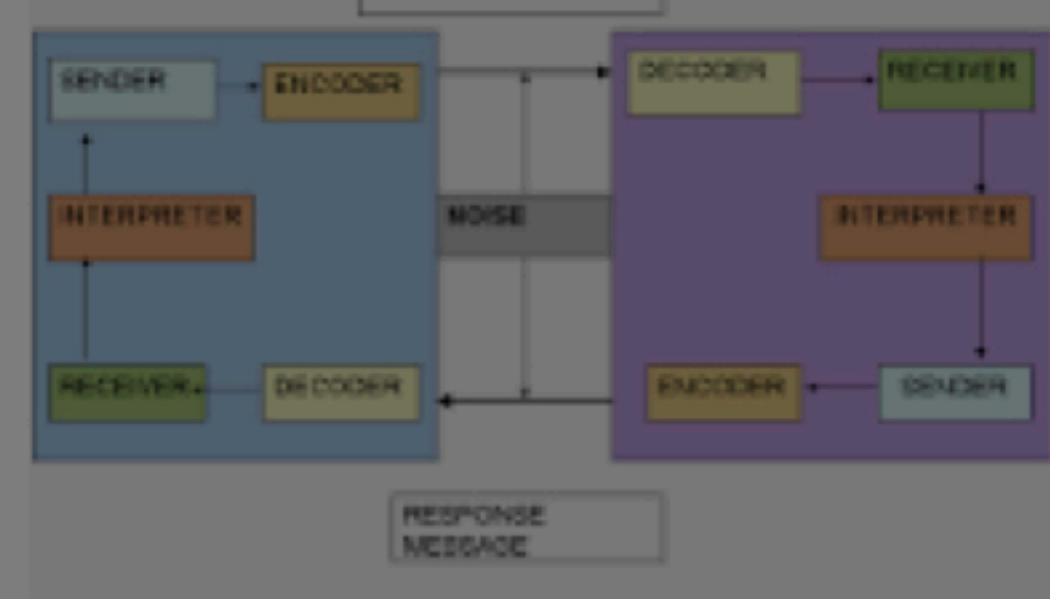 SENDER
ENCODER
DECODER
RECEIVER
INTERPRETER
NOISE
INTERPRETER
RECEIVER
DECODER
ENCODER
SENDER
RESPONSE
MESSAGE